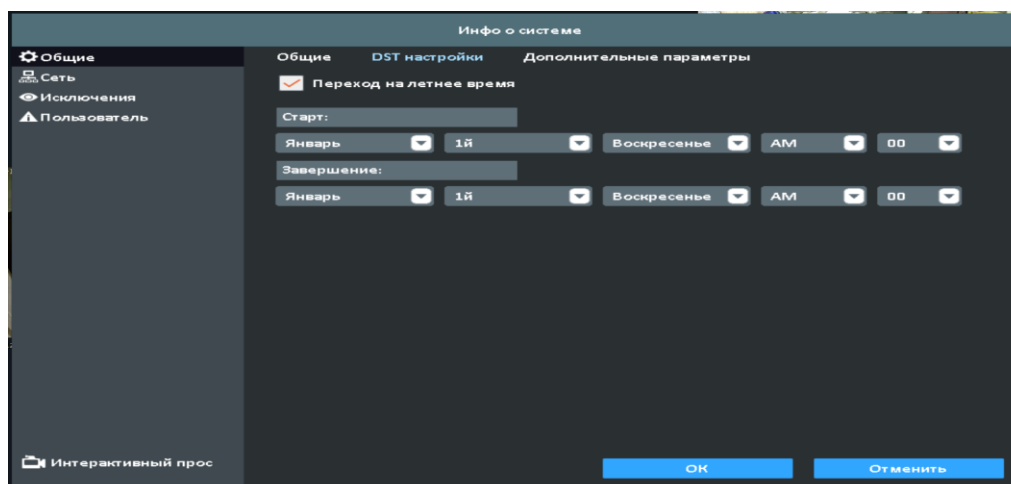 Инфо о системе
Общие
Сеть
Исключения
Пользователь
Интерактивный прос
Общие DST настройки Дополнительные параметры
Переход на летнее время
Старт:
Январь 1й Воскресенье AM 00
Завершение:
Январь 1й Воскресенье AM 00
ОК Отменить